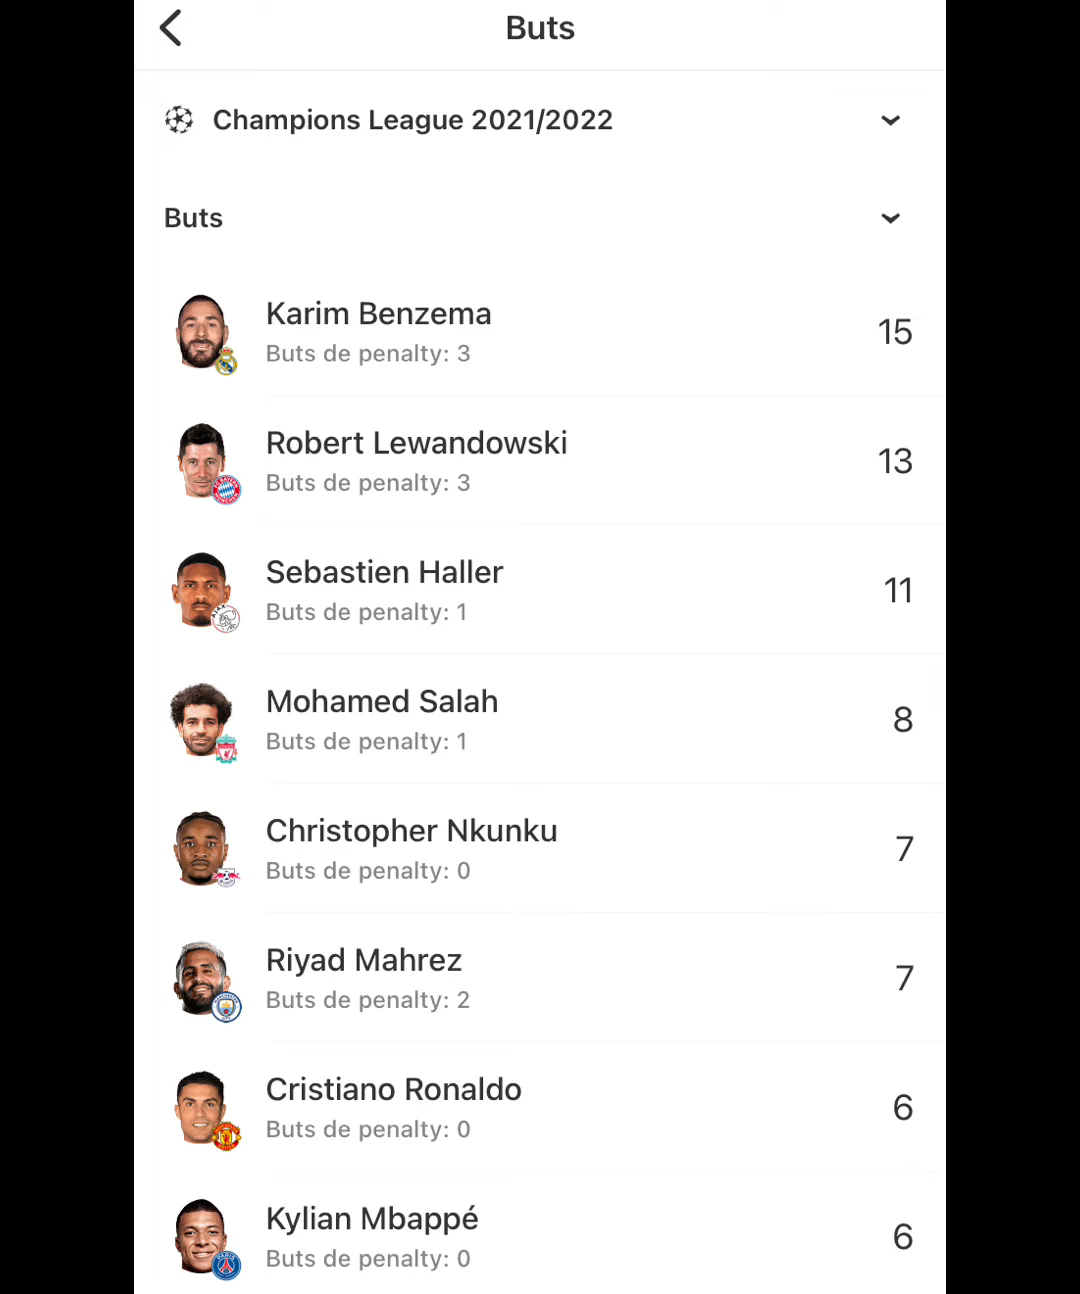 Buts
Champions League 2021/2022
Buts
Karim Benzema
Buts de penalty: 3
15
Robert Lewandowski
Buts de penalty: 3
13
Sebastien Haller
Buts de penalty: 1
11
Mohamed Salah
Buts de penalty: 1
8
Christopher Nkunku
Buts de penalty: 0
7
Riyad Mahrez
Buts de penalty: 2
7
Cristiano Ronaldo
Buts de penalty: 0
6
Kylian Mbappé
Buts de penalty: 0
6